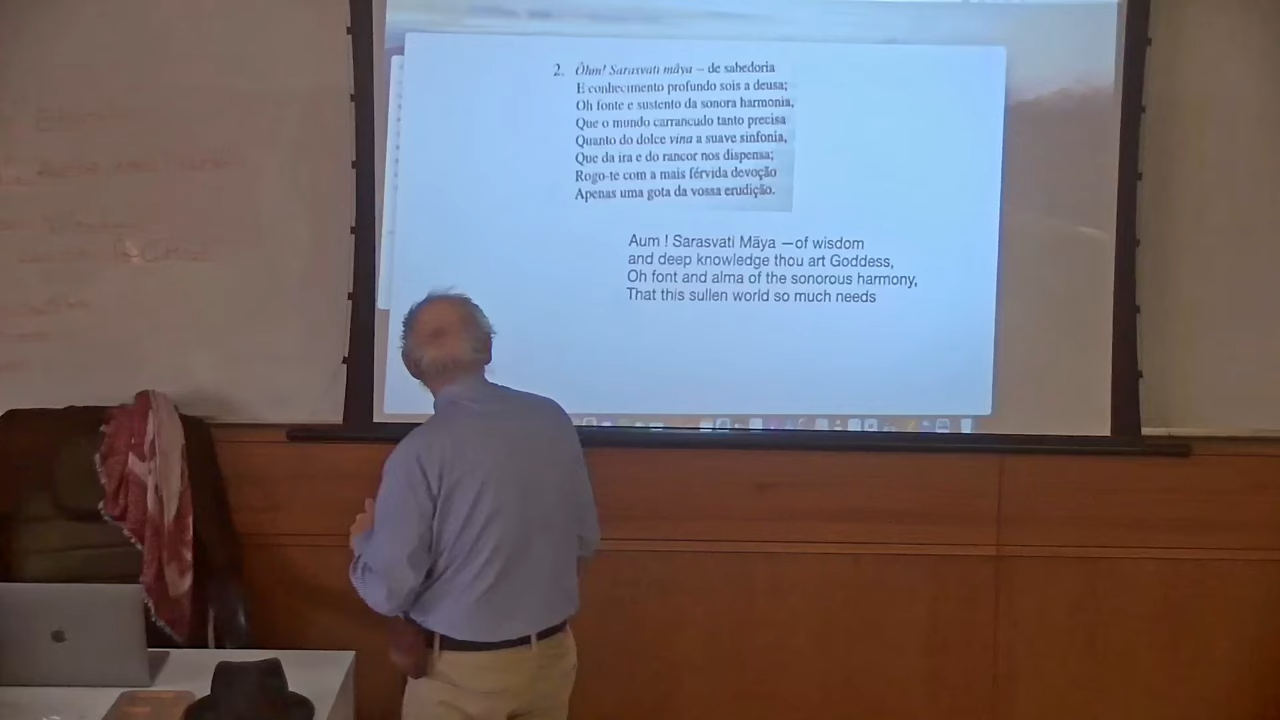 2. Óhm! Sarasvati mâya – de sabedoria
E conhecimento profundo sois a deusa;
Oh fonte e sustento da sonora harmonia,
Que o mundo carrancudo tanto precisa
Quanto do dolce vina a suave sinfonia,
Que da ira e do rancor nos dispensa;
Rogo-te com a mais férvida devoção
Apenas uma gota da vossa erudição.
Aum ! Sarasvati Māya —of wisdom
and deep knowledge thou art Goddess,
Oh font and alma of the sonorous harmony,
That this sullen world so much needs